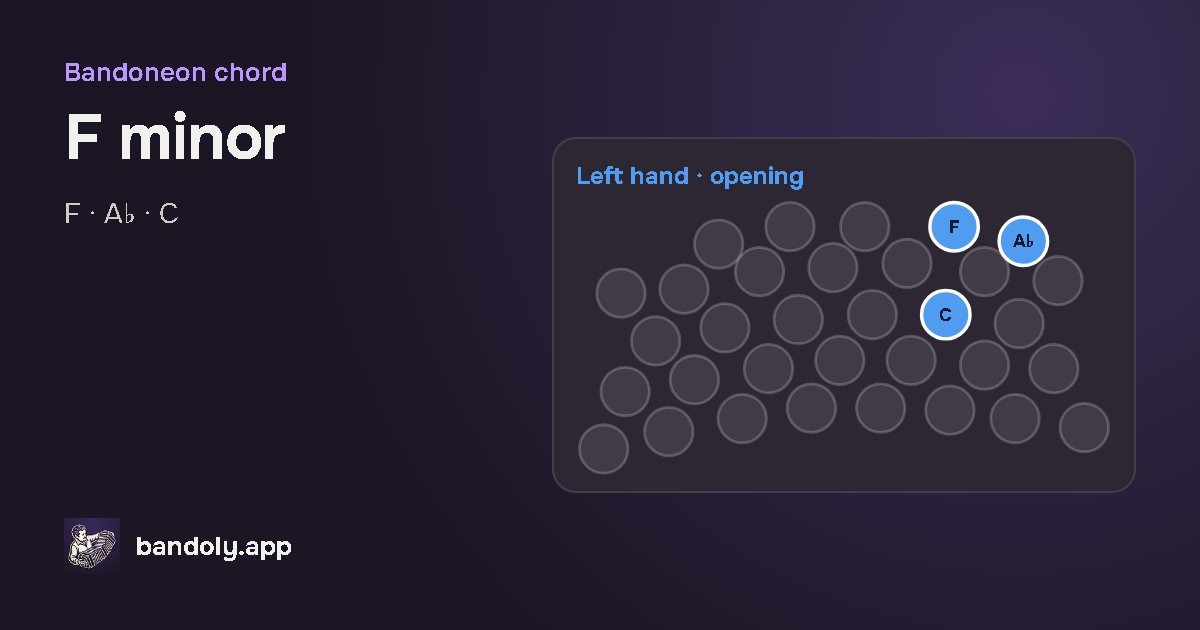 Bandoneon chord
F minor
F · A♭ · C
Left hand · opening
F
A♭
C
bandoly.app